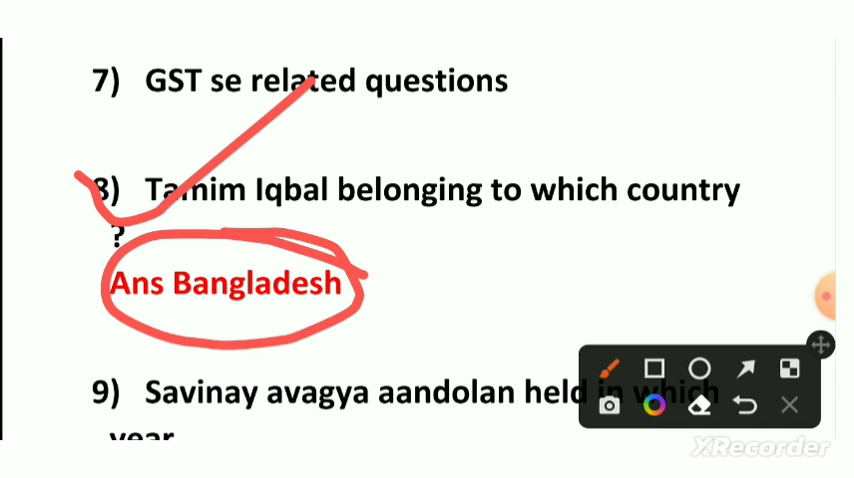 7) GST se related questions
8) Tamim Iqbal belonging to which country
?
Ans Bangladesh
9) Savinay avagya aandolan held in which
year
XRecorder